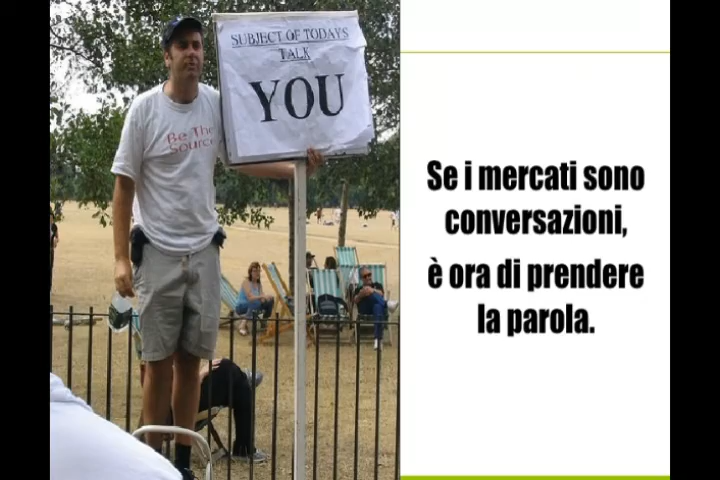 SUBJECT OF TODAYS
TALK
YOU
Be The
Source
Se i mercati sono
conversazioni,
è ora di prendere
la parola.